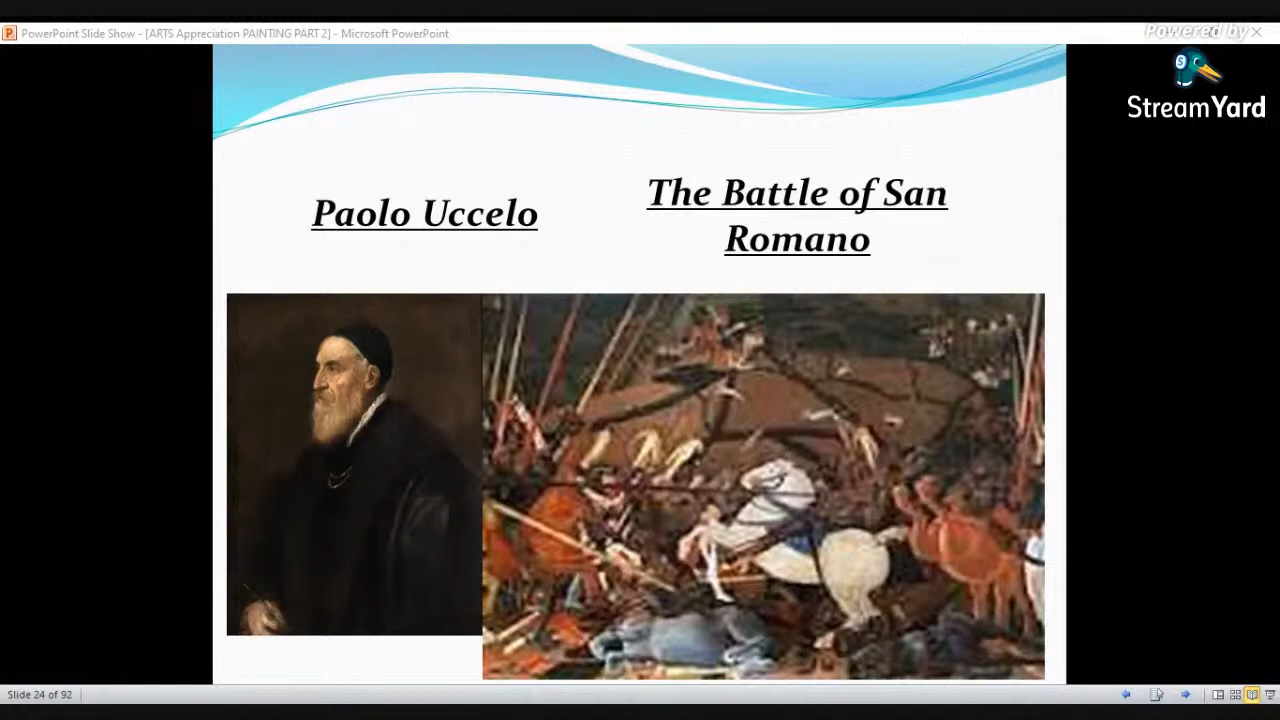 PowerPoint Slide Show - [ARTS Appreciation PAINTING PART 2] - Microsoft PowerPoint
Powered by
StreamYard
Paolo Uccelo
The Battle of San
Romano
Slide 24 of 92